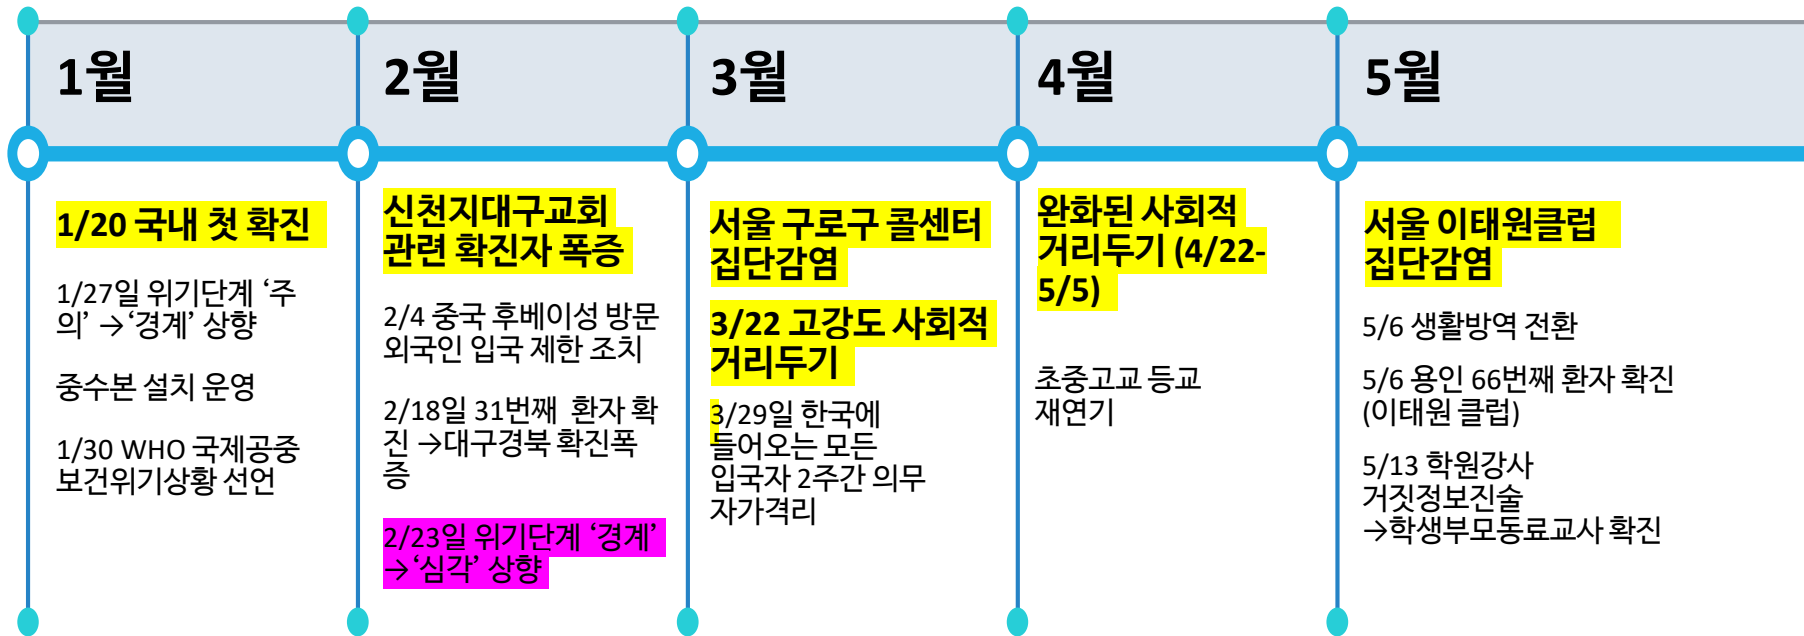 1월
1/20 국내 첫 확진
1/27일 위기단계 ‘주
의’ →‘경계’ 상향
중수본 설치 운영
1/30 WHO 국제공중
보건위기상황 선언
2월
신천지대구교회
관련 확진자 폭증
2/4 중국 후베이성 방문
외국인 입국 제한 조치
2/18일 31번째 환자 확
진 →대구경북 확진폭
증
2/23일 위기단계 ‘경계’
→‘심각’ 상향
3월
서울 구로구 콜센터
집단감염
3/22 고강도 사회적
거리두기
3/29일 한국에
들어오는 모든
입국자 2주간 의무
자가격리
4월
완화된 사회적
거리두기 (4/22-
5/5)
초중고교 등교
재연기
5월
서울 이태원클럽
집단감염
5/6 생활방역 전환
5/6 용인 66번째 환자 확진
(이태원 클럽)
5/13 학원강사
거짓정보진술
→학생부모동료교사 확진